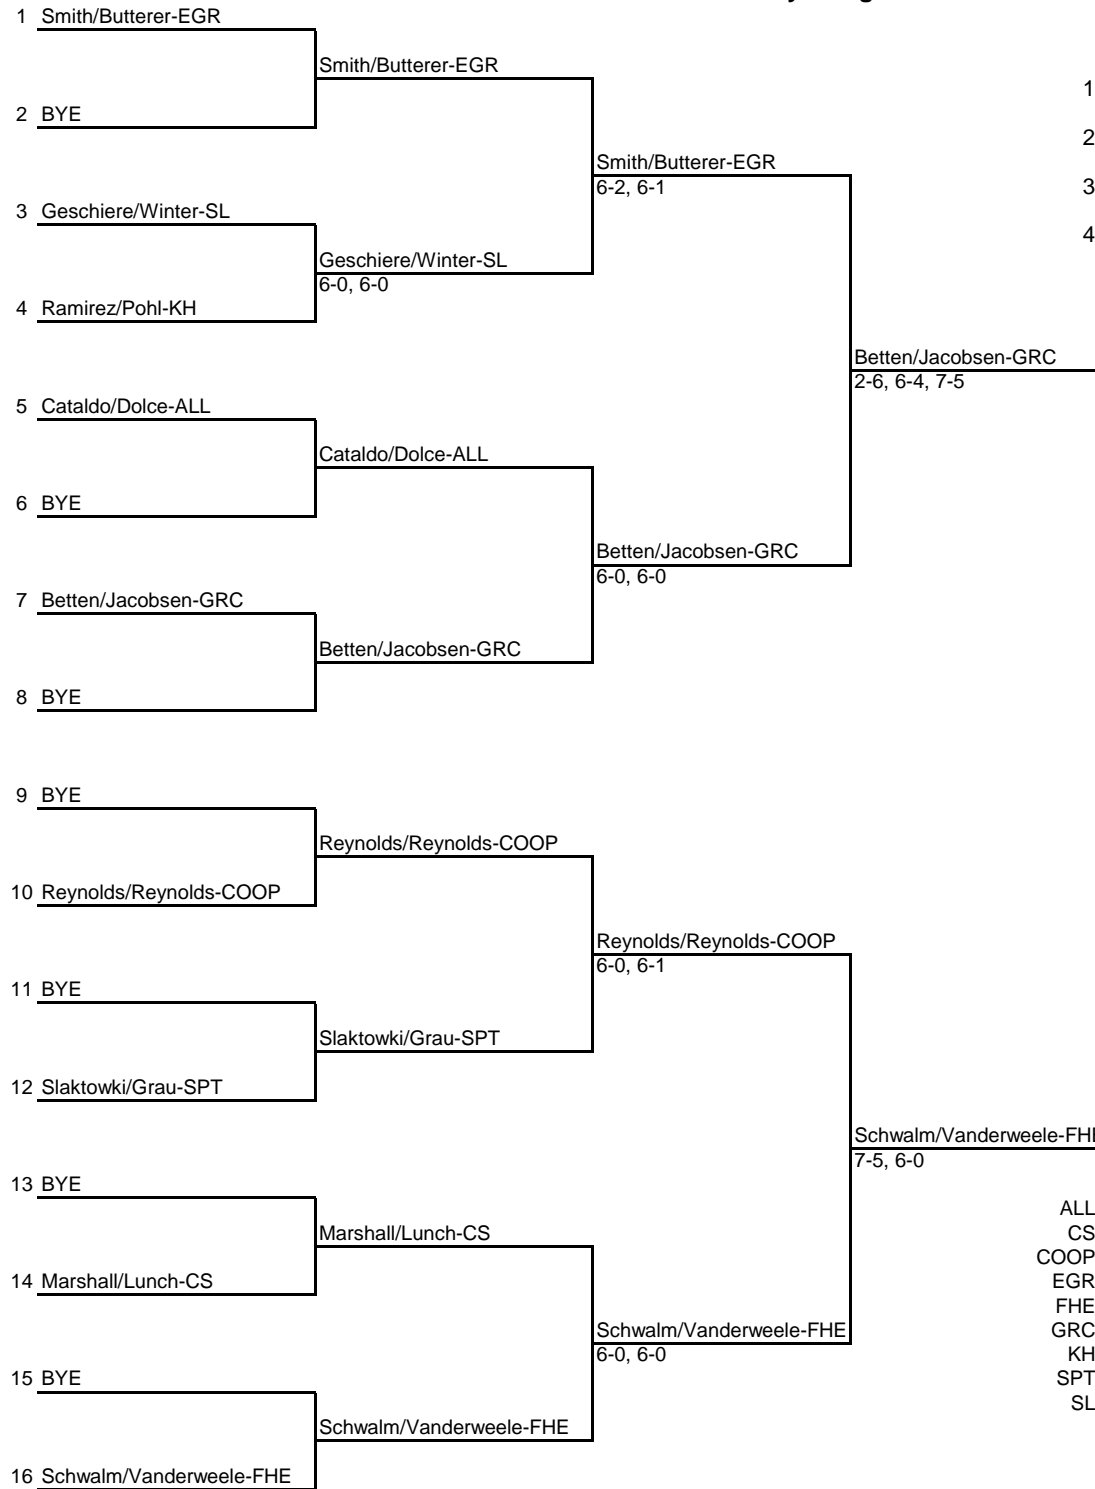 1 Smith/Butterer-EGR
Smith/Butterer-EGR
1
2 BYE
2
Smith/Butterer-EGR
6-2, 6-1
3
3 Geschiere/Winter-SL
4
Geschiere/Winter-SL
6-0, 6-0
4 Ramirez/Pohl-KH
Betten/Jacobsen-GRC
2-6, 6-4, 7-5
5 Cataldo/Dolce-ALL
Cataldo/Dolce-ALL
6 BYE
Betten/Jacobsen-GRC
6-0, 6-0
7 Betten/Jacobsen-GRC
Betten/Jacobsen-GRC
8 BYE
9 BYE
Reynolds/Reynolds-COOP
10 Reynolds/Reynolds-COOP
Reynolds/Reynolds-COOP
6-0, 6-1
11 BYE
Slaktowki/Grau-SPT
12 Slaktowki/Grau-SPT
Schwalm/Vanderweele-FHE
7-5, 6-0
13 BYE
ALL
Marshall/Lunch-CS
CS
COOP
14 Marshall/Lunch-CS
EGR
FHE
Schwalm/Vanderweele-FHE
GRC
6-0, 6-0
KH
15 BYE
SPT
SL
Schwalm/Vanderweele-FHE
16 Schwalm/Vanderweele-FHE